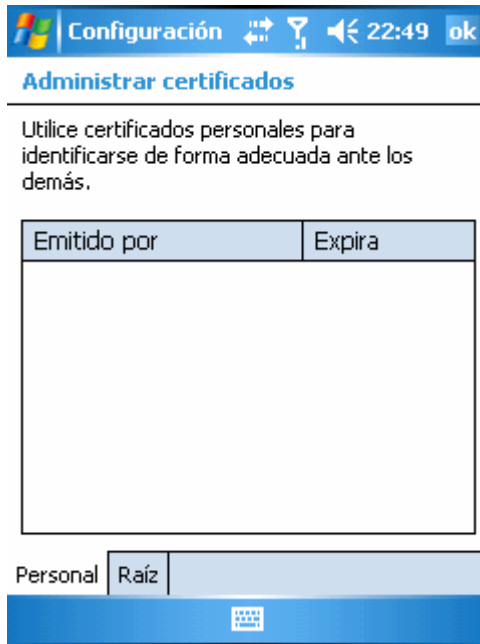 Configuración 22:49 ok
Administrar certificados
Utilice certificados personales para
identificarse de forma adecuada ante los
demás.
Emitido por Expira
Personal Raíz